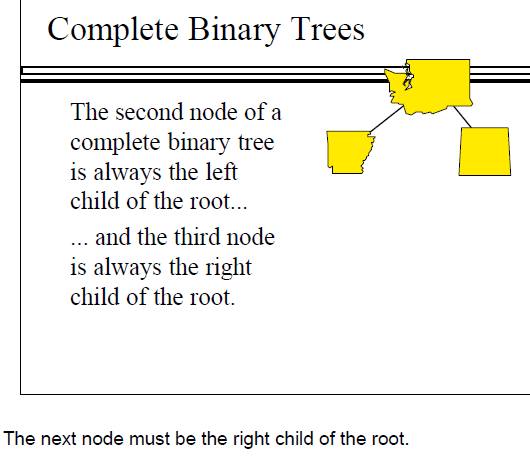 Complete Binary Trees
The second node of a
complete binary tree
is always the left
child of the root...
... and the third node
is always the right
child of the root.
The next node must be the right child of the root.